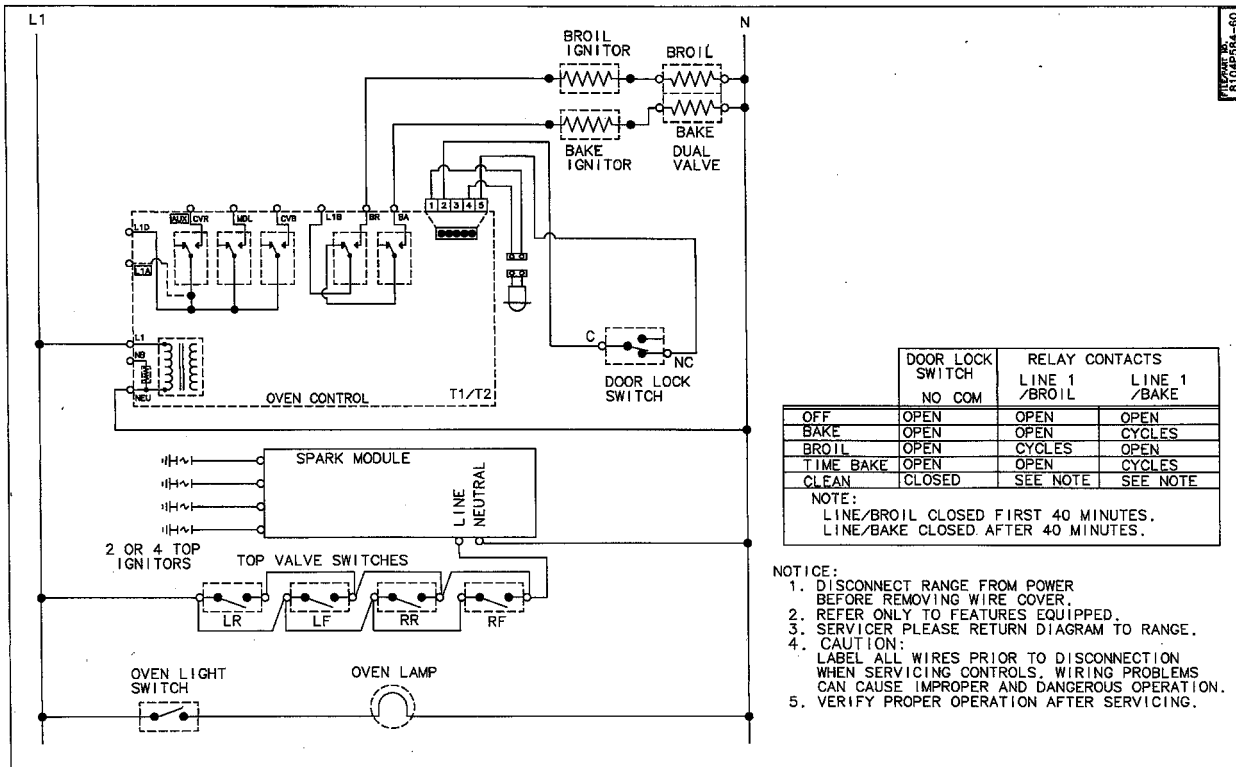 L1
N
FILE/PART NO.
8104P584-60
BROIL
IGNITOR
BROIL
BAKE
IGNITOR
BAKE
DUAL
VALVE
1 2 3 4 5
AUX CVR
MDL
CVB
L1B
BR
BA
L1D
L1A
L1
NB
NEU
OVEN CONTROL
T1/T2
C
NC
DOOR LOCK
SWITCH
SPARK MODULE
LINE
NEUTRAL
2 OR 4 TOP
IGNITORS
TOP VALVE SWITCHES
LR
LF
RR
RF
OVEN LIGHT
SWITCH
OVEN LAMP
DOOR LOCK SWITCH NO COM
RELAY CONTACTS
LINE 1 /BROIL
LINE 1 /BAKE
OFF OPEN OPEN OPEN
BAKE OPEN OPEN CYCLES
BROIL OPEN CYCLES OPEN
TIME BAKE OPEN OPEN CYCLES
CLEAN CLOSED SEE NOTE SEE NOTE
NOTE:
LINE/BROIL CLOSED FIRST 40 MINUTES.
LINE/BAKE CLOSED AFTER 40 MINUTES.
NOTICE:
1. DISCONNECT RANGE FROM POWER
BEFORE REMOVING WIRE COVER.
2. REFER ONLY TO FEATURES EQUIPPED.
3. SERVICER PLEASE RETURN DIAGRAM TO RANGE.
4. CAUTION:
LABEL ALL WIRES PRIOR TO DISCONNECTION
WHEN SERVICING CONTROLS. WIRING PROBLEMS
CAN CAUSE IMPROPER AND DANGEROUS OPERATION.
5. VERIFY PROPER OPERATION AFTER SERVICING.